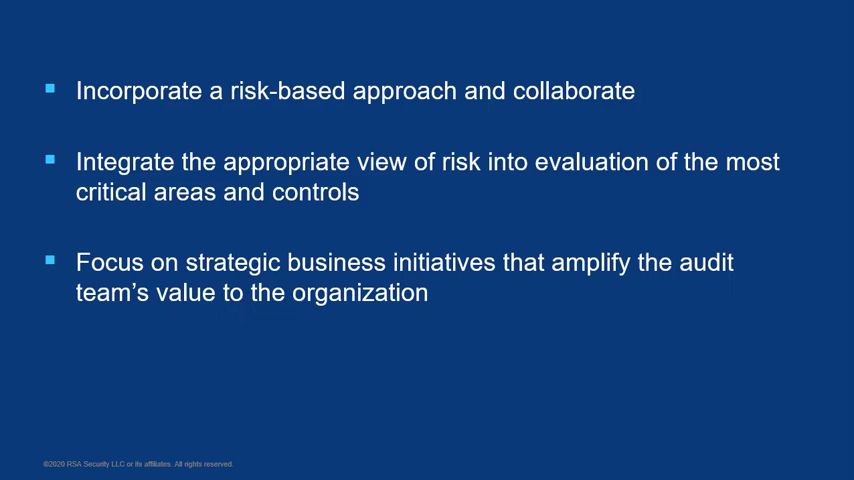 Incorporate a risk-based approach and collaborate
Integrate the appropriate view of risk into evaluation of the most
critical areas and controls
Focus on strategic business initiatives that amplify the audit
team’s value to the organization
©2020 RSA Security LLC or its affiliates. All rights reserved.